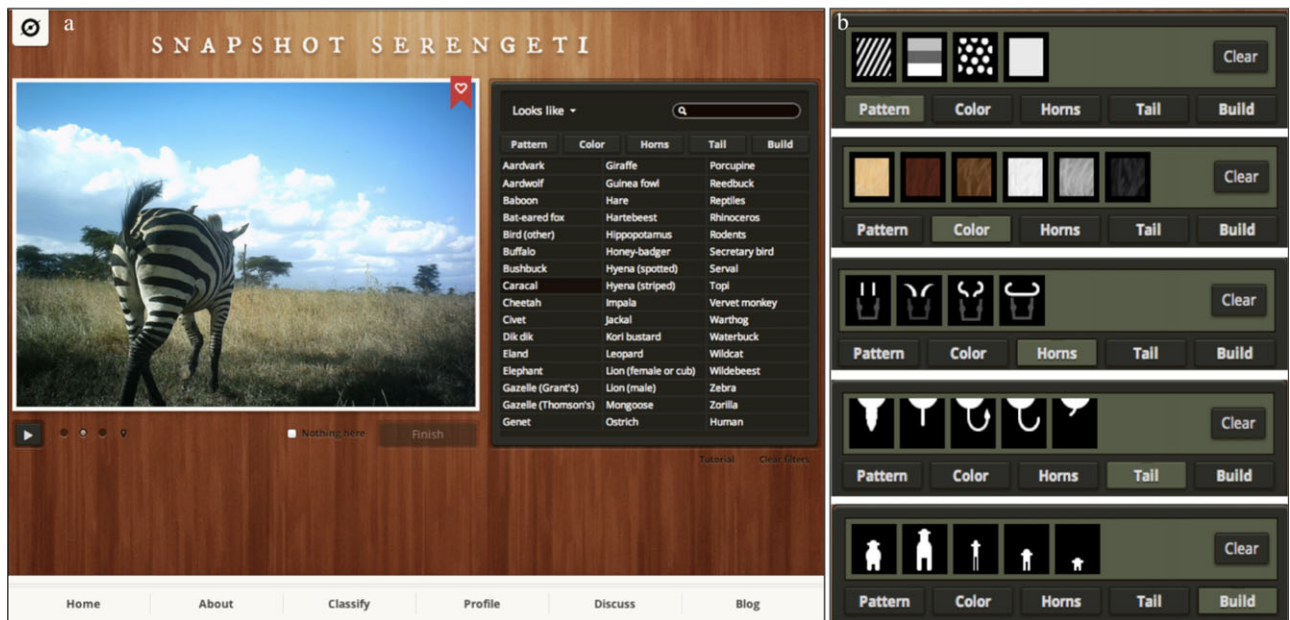 a
SNAPSHOT SERENGETI
Looks like
Pattern Color Horns Tail Build
Aardvark Giraffe Porcupine
Aardwolf Guinea fowl Reedbuck
Baboon Hare Reptiles
Bat-eared fox Hartebeest Rhinoceros
Bird (other) Hippopotamus Rodents
Buffalo Honey-badger Secretary bird
Bushbuck Hyena (spotted) Serval
Caracal Hyena (striped) Topi
Cheetah Impala Vervet monkey
Civet Jackal Warthog
Dik dik Kori bustard Waterbuck
Eland Leopard Wildcat
Elephant Lion (female or cub) Wildebeest
Gazelle (Grant's) Lion (male) Zebra
Gazelle (Thomson's) Mongoose Zorilla
Genet Ostrich Human
Nothing here Finish
Tutorial Clear filters
Home About Classify Profile Discuss Blog
b
Clear
Pattern Color Horns Tail Build
Clear
Pattern Color Horns Tail Build
Clear
Pattern Color Horns Tail Build
Clear
Pattern Color Horns Tail Build
Clear
Pattern Color Horns Tail Build